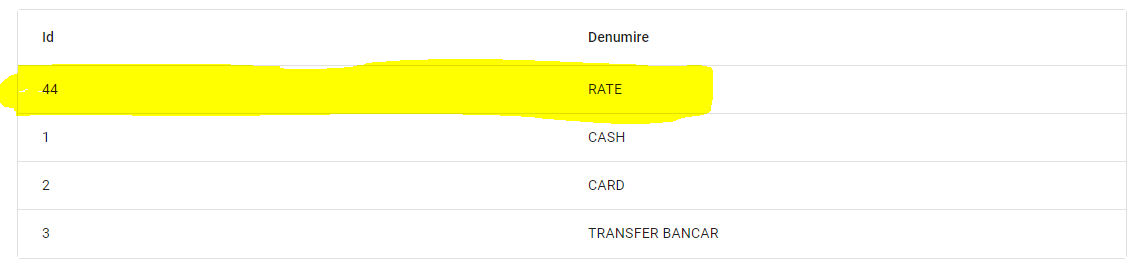 Id Denumire
44 RATE
1 CASH
2 CARD
3 TRANSFER BANCAR